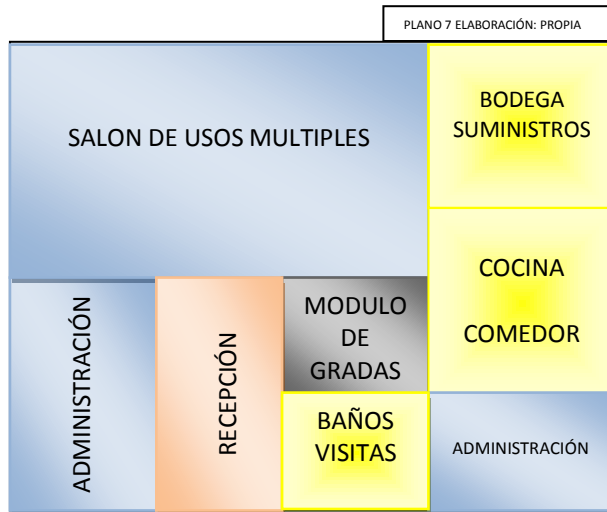 PLANO 7 ELABORACIÓN: PROPIA
SALON DE USOS MULTIPLES
BODEGA
SUMINISTROS
COCINA
COMEDOR
ADMINISTRACIÓN
RECEPCIÓN
MODULO
DE
GRADAS
BAÑOS
VISITAS
ADMINISTRACIÓN